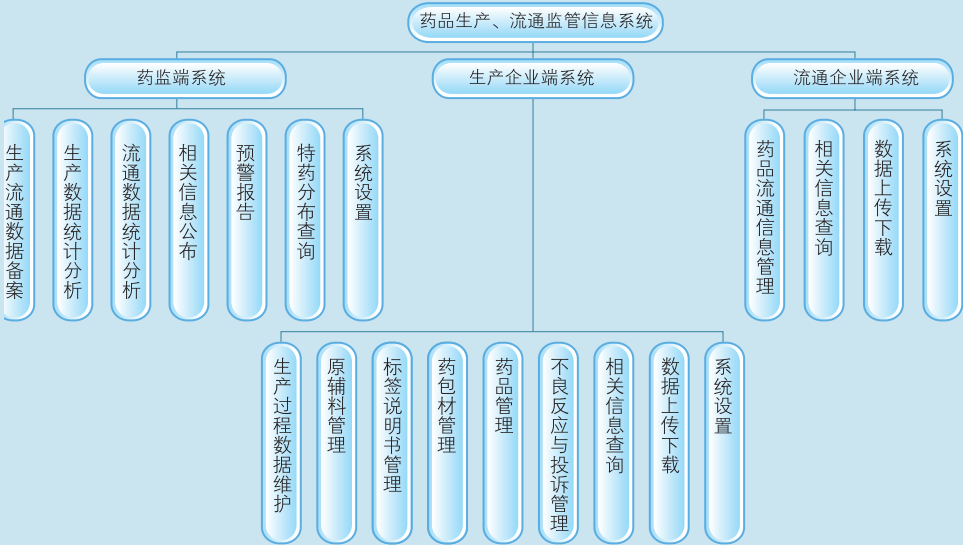 药品生产、流通监管信息系统
药监端系统
生产企业端系统
流通企业端系统
生产流通数据备案
生产数据统计分析
流通数据统计分析
相关信息公布
预警报告
特药分布查询
系统设置
药品流通信息管理
相关信息查询
数据上传下载
系统设置
生产过程数据维护
原辅料管理
标签说明书管理
药包材管理
药品管理
不良反应与投诉管理
相关信息查询
数据上传下载
系统设置